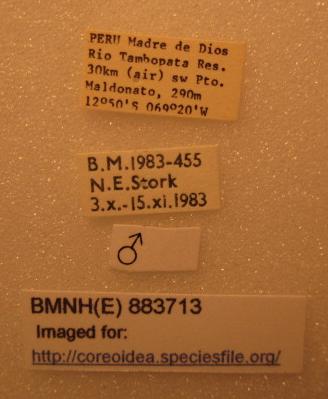 PERU Madre de Dios
Rio Tambopata Res.
30km (air) sw Pto.
Maldonato, 290m
12º50'S 069º20'W
B.M.1983-455
N.E.Stork
3.x.-15.xi.1983
♂
BMNH(E) 883713
Imaged for:
http://coreoidea.speciesfile.org/